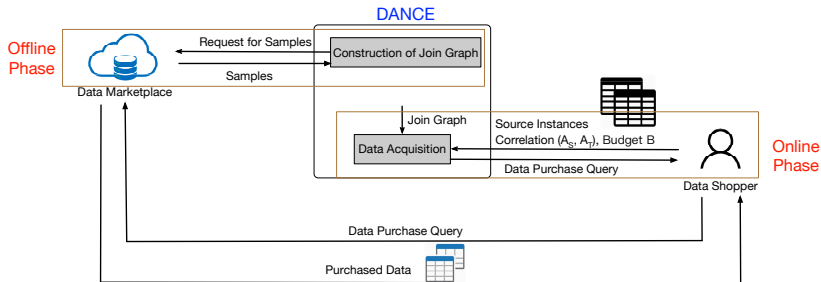 DANCE
Offline
Phase
Request for Samples
Construction of Join Graph
Samples
Data Marketplace
Join Graph
Source Instances
Correlation (A_S, A_T), Budget B
Data Acquisition
Data Purchase Query
Online
Phase
Data Shopper
Data Purchase Query
Purchased Data